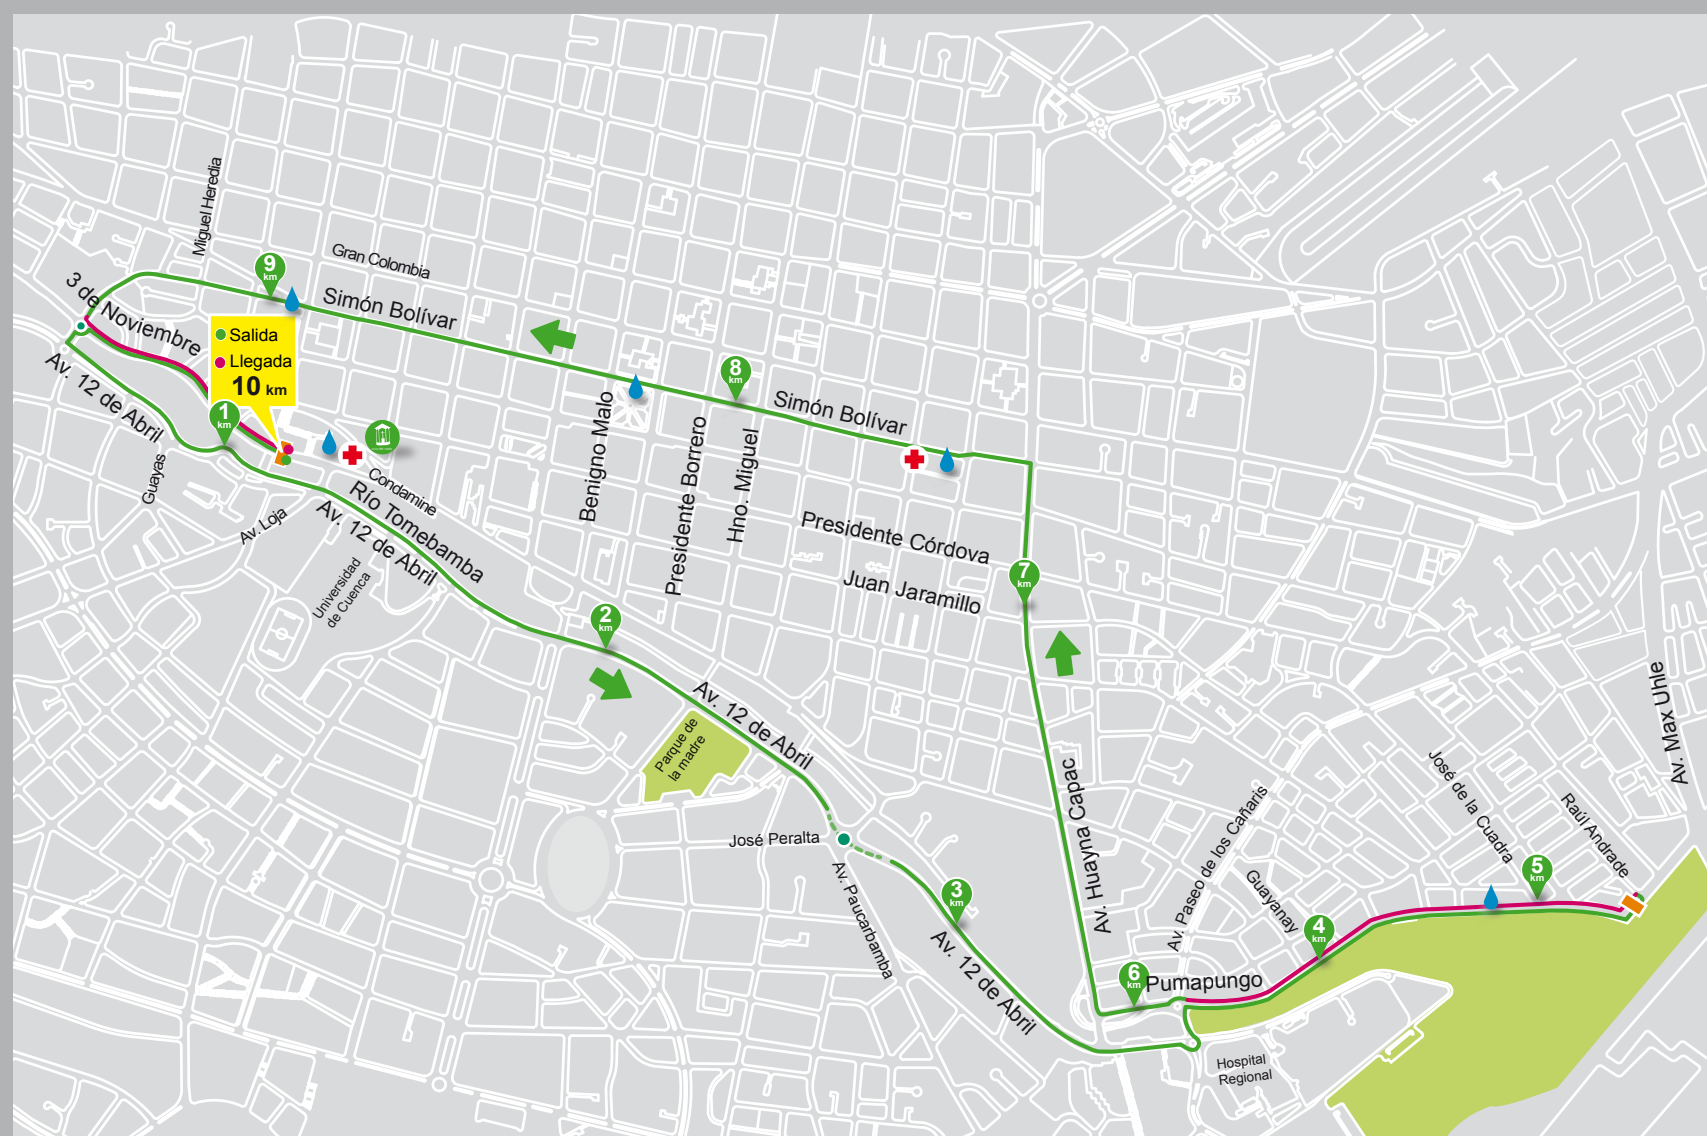 Miguel Heredia
Gran Colombia
9
km
Simón Bolívar
3 de Noviembre
Salida
Llegada
10 km
Av. 12 de Abril
1
km
8
km
Simón Bolívar
Benigno Malo
Presidente Borrero
Hno. Miguel
Guayas
Av. Loja
Condamine
Río Tomebamba
Av. 12 de Abril
Universidad
de Cuenca
Presidente Córdova
Juan Jaramillo
7
km
2
km
Av. 12 de Abril
Parque de
la madre
José Peralta
Av. Paucarbamba
3
km
Av. 12 de Abril
Av. Huayna Capac
Av. Paseo de los Cañaris
Guayanay
José de la Cuadra
Raúl Andrade
Av. Max Uhle
5
km
4
km
6
km
Pumapungo
Hospital
Regional